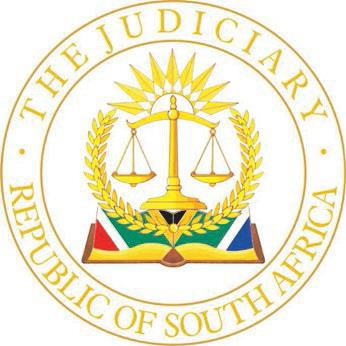 THE JUDICIARY
REPUBLIC OF SOUTH AFRICA